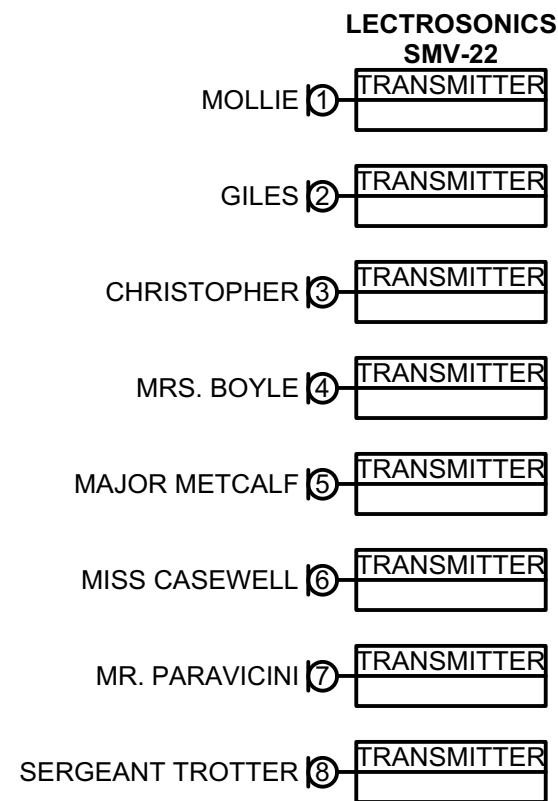 LECTROSONICS
SMV-22
MOLLIE 1 TRANSMITTER
GILES 2 TRANSMITTER
CHRISTOPHER 3 TRANSMITTER
MRS. BOYLE 4 TRANSMITTER
MAJOR METCALF 5 TRANSMITTER
MISS CASEWELL 6 TRANSMITTER
MR. PARAVICINI 7 TRANSMITTER
SERGEANT TROTTER 8 TRANSMITTER